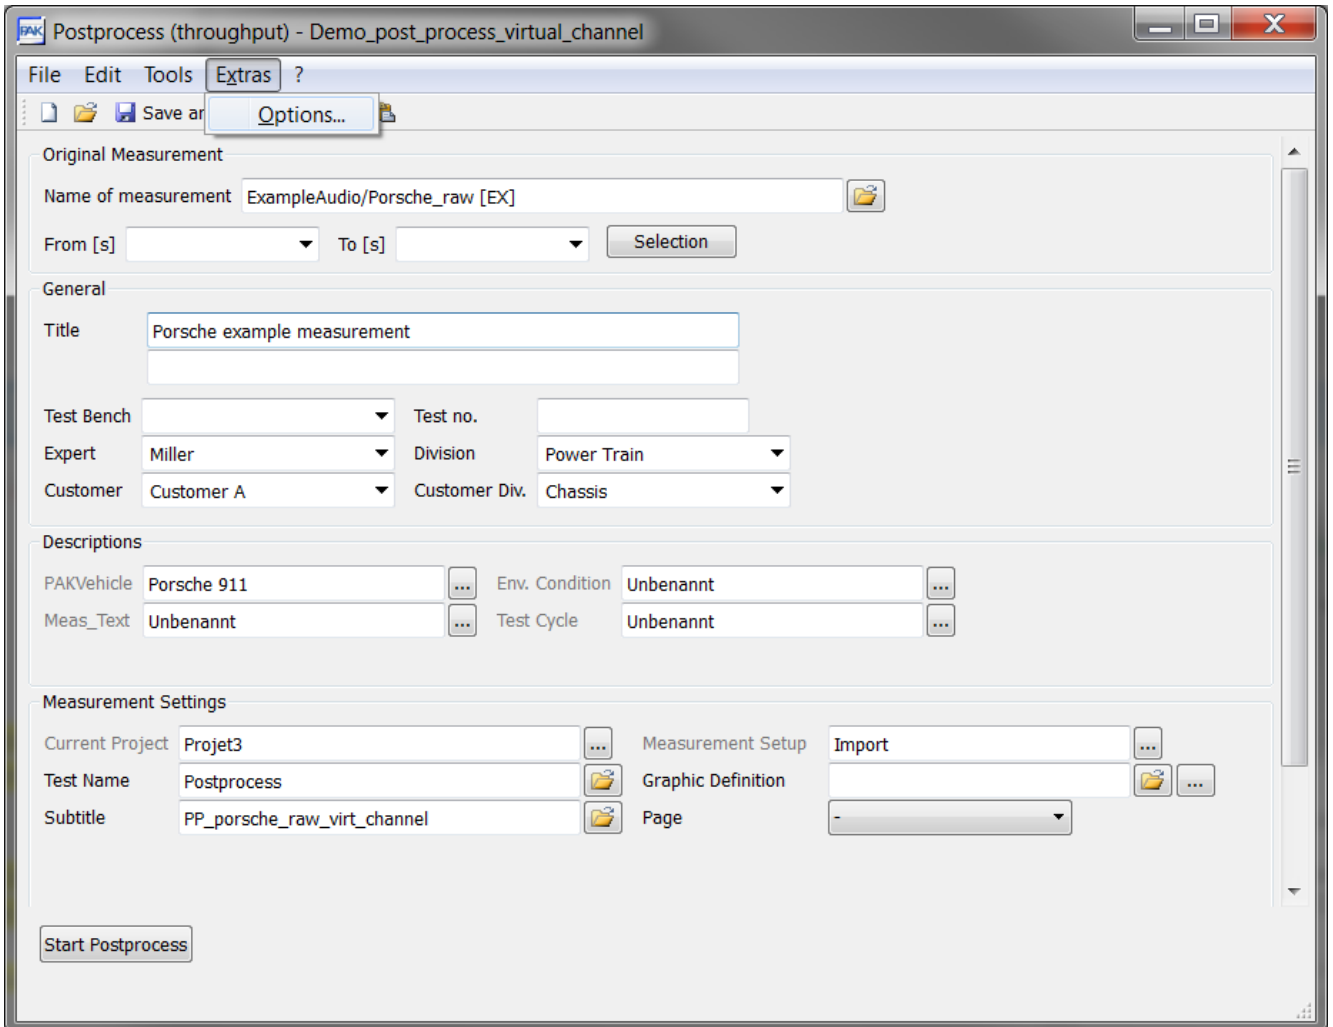 PAK Postprocess (throughput) - Demo_post_process_virtual_channel
File Edit Tools Extras ?
Save ar
Options...
Original Measurement
Name of measurement ExampleAudio/Porsche_raw [EX]
From [s] To [s] Selection
General
Title Porsche example measurement
Test Bench Test no.
Expert Miller Division Power Train
Customer Customer A Customer Div. Chassis
Descriptions
PAKVehicle Porsche 911 ... Env. Condition Unbenannt ...
Meas_Text Unbenannt ... Test Cycle Unbenannt ...
Measurement Settings
Current Project Projet3 ... Measurement Setup Import ...
Test Name Postprocess Graphic Definition ...
Subtitle PP_porsche_raw_virt_channel Page -
Start Postprocess